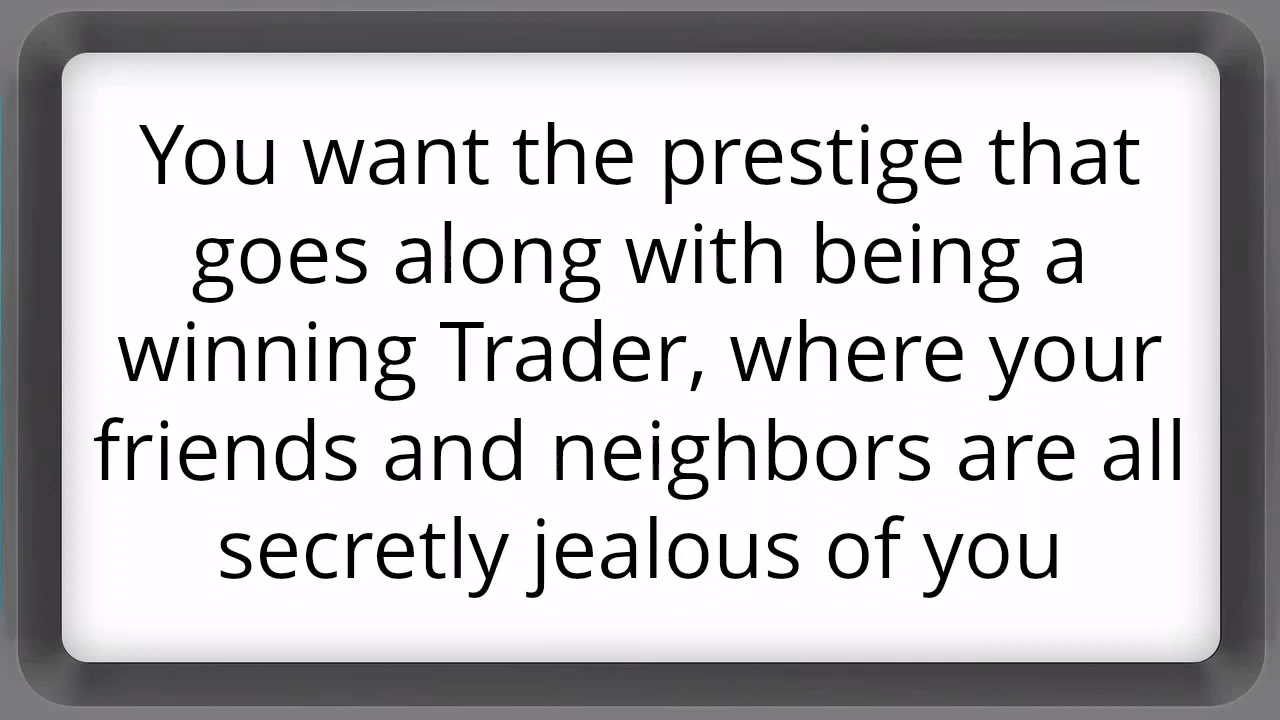 You want the prestige that
goes along with being a
winning Trader, where your
friends and neighbors are all
secretly jealous of you